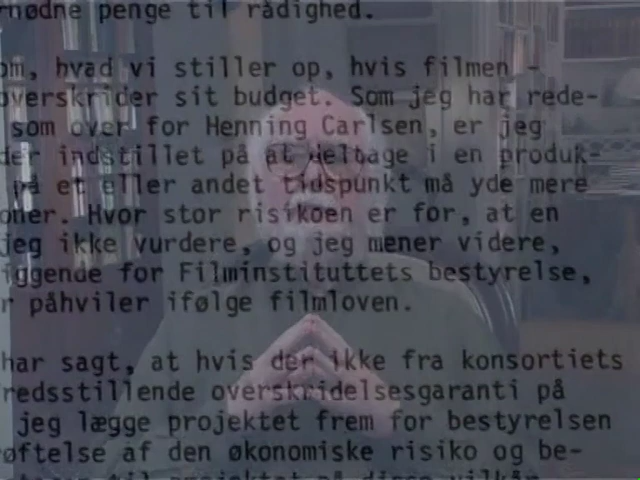 rnødne penge til rådighed.
om, hvad vi stiller op, hvis filmen -
overskrider sit budget. Som jeg har rede-
som over for Henning Carlsen, er jeg
der indstillet på at deltage i en produk-
på et eller andet tidspunkt må yde mere
oner. Hvor stor risikoen er for, at en
jeg ikke vurdere, og jeg mener videre,
iggende for Filminstituttets bestyrelse,
r påhviler ifølge filmloven.
har sagt, at hvis der ikke fra konsortiets
redsstillende overskridelsesgaranti på
jeg lægge projektet frem for bestyrelsen
øftelse af den økonomiske risiko og be-